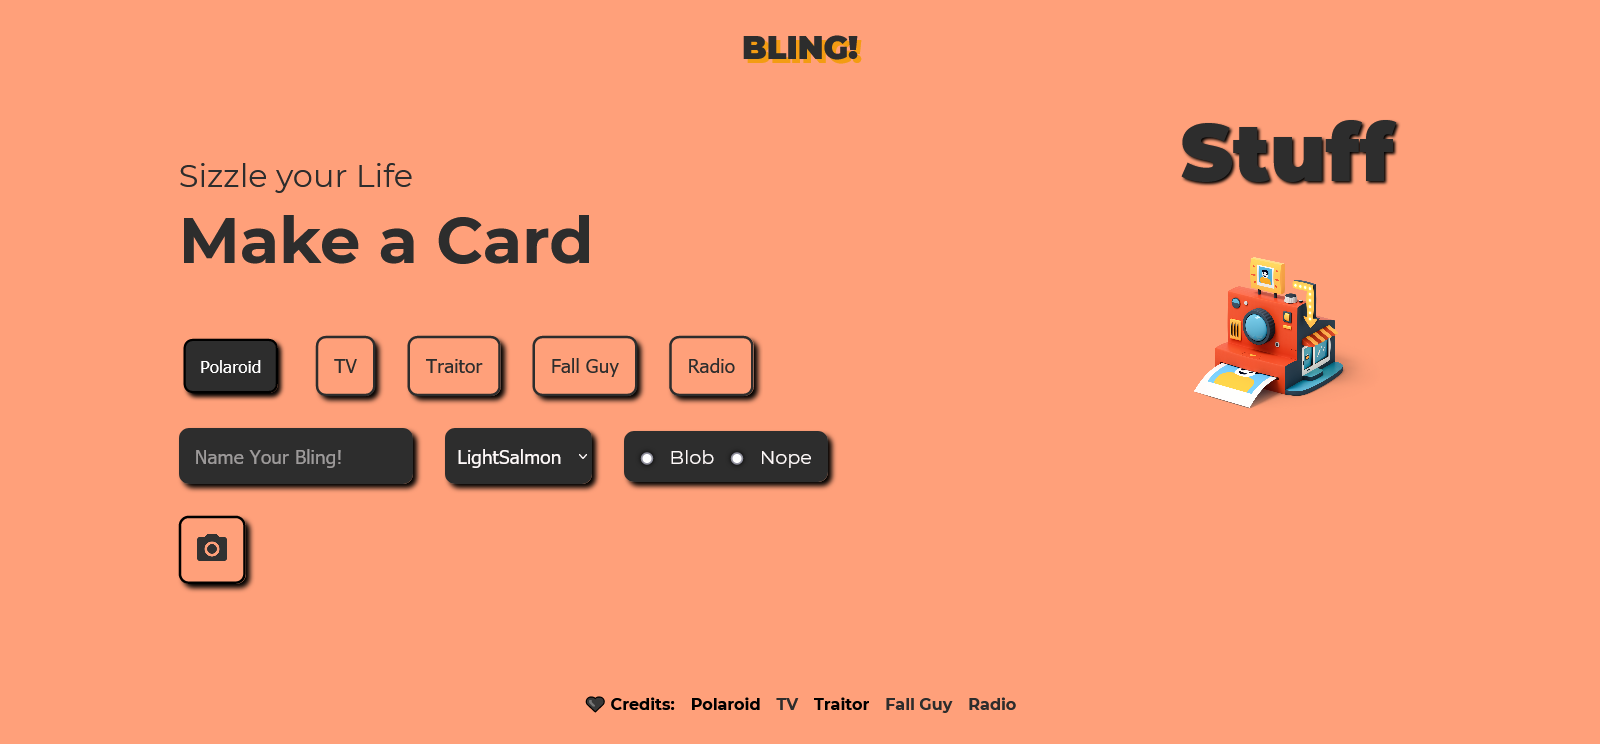 BLING!
Stuff
Sizzle your Life
Make a Card
Polaroid TV Traitor Fall Guy Radio
Name Your Bling! LightSalmon Blob Nope
Credits: Polaroid TV Traitor Fall Guy Radio